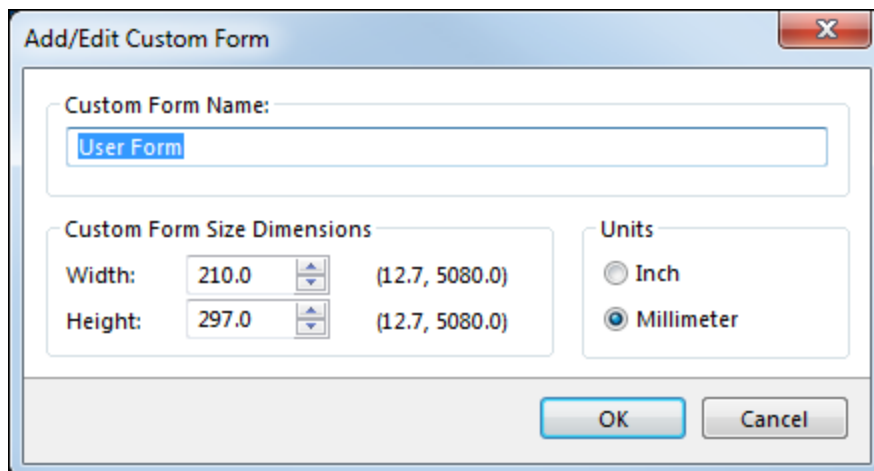 Add/Edit Custom Form
Custom Form Name:
User Form
Custom Form Size Dimensions
Width: 210.0 (12.7, 5080.0)
Height: 297.0 (12.7, 5080.0)
Units
Inch
Millimeter
OK Cancel